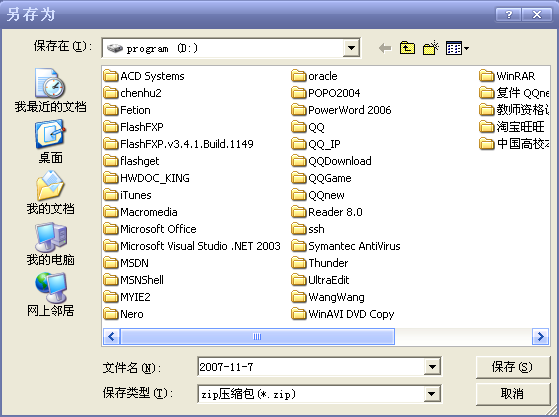 另存为
保存在(I):
program (D:)
我最近的文档
桌面
我的文档
我的电脑
网上邻居
ACD Systems
chenhu2
Fetion
FlashFXP
FlashFXP.v3.4.1.Build.1149
flashget
HWDOC_KING
iTunes
Macromedia
Microsoft Office
Microsoft Visual Studio .NET 2003
MSDN
MSNShell
MYIE2
Nero
oracle
POPO2004
PowerWord 2006
QQ
QQ_IP
QQDownload
QQGame
QQnew
Reader 8.0
ssh
Symantec AntiVirus
Thunder
UltraEdit
WangWang
WinAVI DVD Copy
WinRAR
复件 QQne
教师资格认
淘宝旺旺
中国高校
文件名(N):
2007-11-7
保存(S)
保存类型(T):
zip压缩包(*.zip)
取消